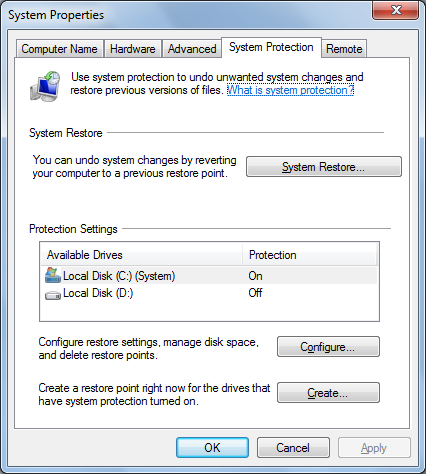 System Properties
Computer Name
Hardware
Advanced
System Protection
Remote
Use system protection to undo unwanted system changes and
restore previous versions of files. What is system protection?
System Restore
You can undo system changes by reverting
your computer to a previous restore point.
System Restore...
Protection Settings
Available Drives
Protection
Local Disk (C:) (System)
On
Local Disk (D:)
Off
Configure restore settings, manage disk space,
and delete restore points.
Configure...
Create a restore point right now for the drives that
have system protection turned on.
Create...
OK
Cancel
Apply